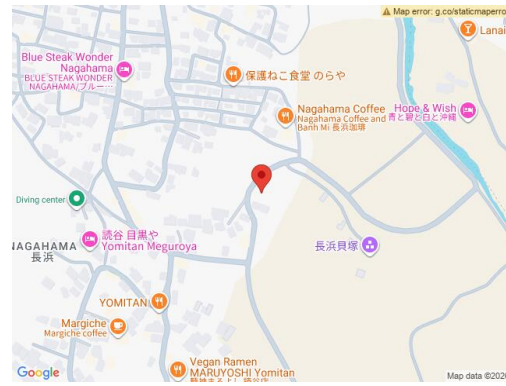 Map error: g.co/staticmaperro
Lanai
Blue Steak Wonder
Nagahama
BLUE STEAK WONDER
NAGAHAMA/ブルー…
保護ねこ食堂 のらや
Nagahama Coffee
Nagahama Coffee and
Banh Mi 長浜珈琲
Hope & Wish
青と碧と白と沖縄
Diving center
読谷 目黒や
Yomitan Meguroya
NAGAHAMA
長浜
長浜貝塚
YOMITAN
Margiche
Margiche coffee
Vegan Ramen
MARUYOSHI Yomitan
Google
Map data ©202